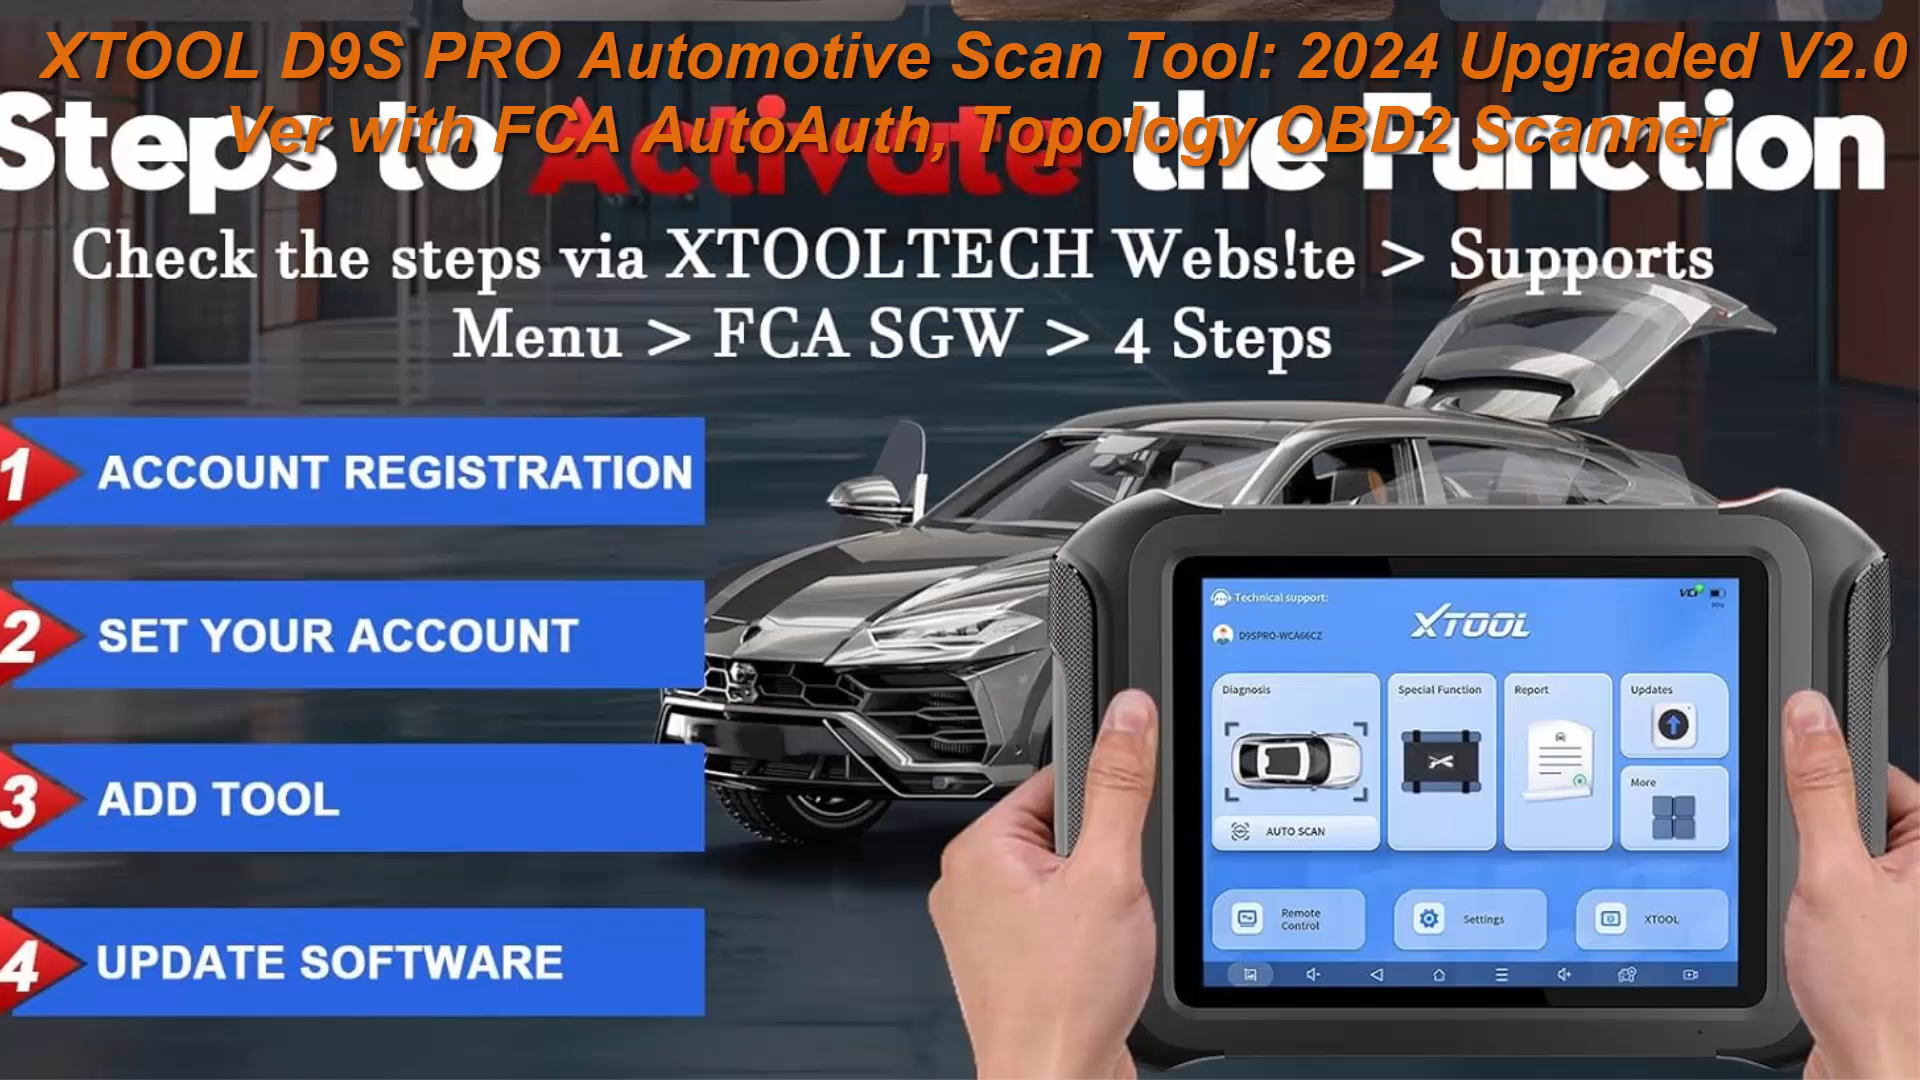 XTOOL D9S PRO Automotive Scan Tool: 2024 Upgraded V2.0
Ver with FCA AutoAuth, Topology OBD2 Scanner
Steps to Activate the Function
Check the steps via XTOOLTECH Webs!te > Supports
Menu > FCA SGW > 4 Steps
1 ACCOUNT REGISTRATION
2 SET YOUR ACCOUNT
3 ADD TOOL
4 UPDATE SOFTWARE
Technical support:
VCI
D9SPRO-WCA66CZ
XTOOL
Diagnosis
Special Function
Report
Updates
More
AUTO SCAN
Remote
Control
Settings
XTOOL